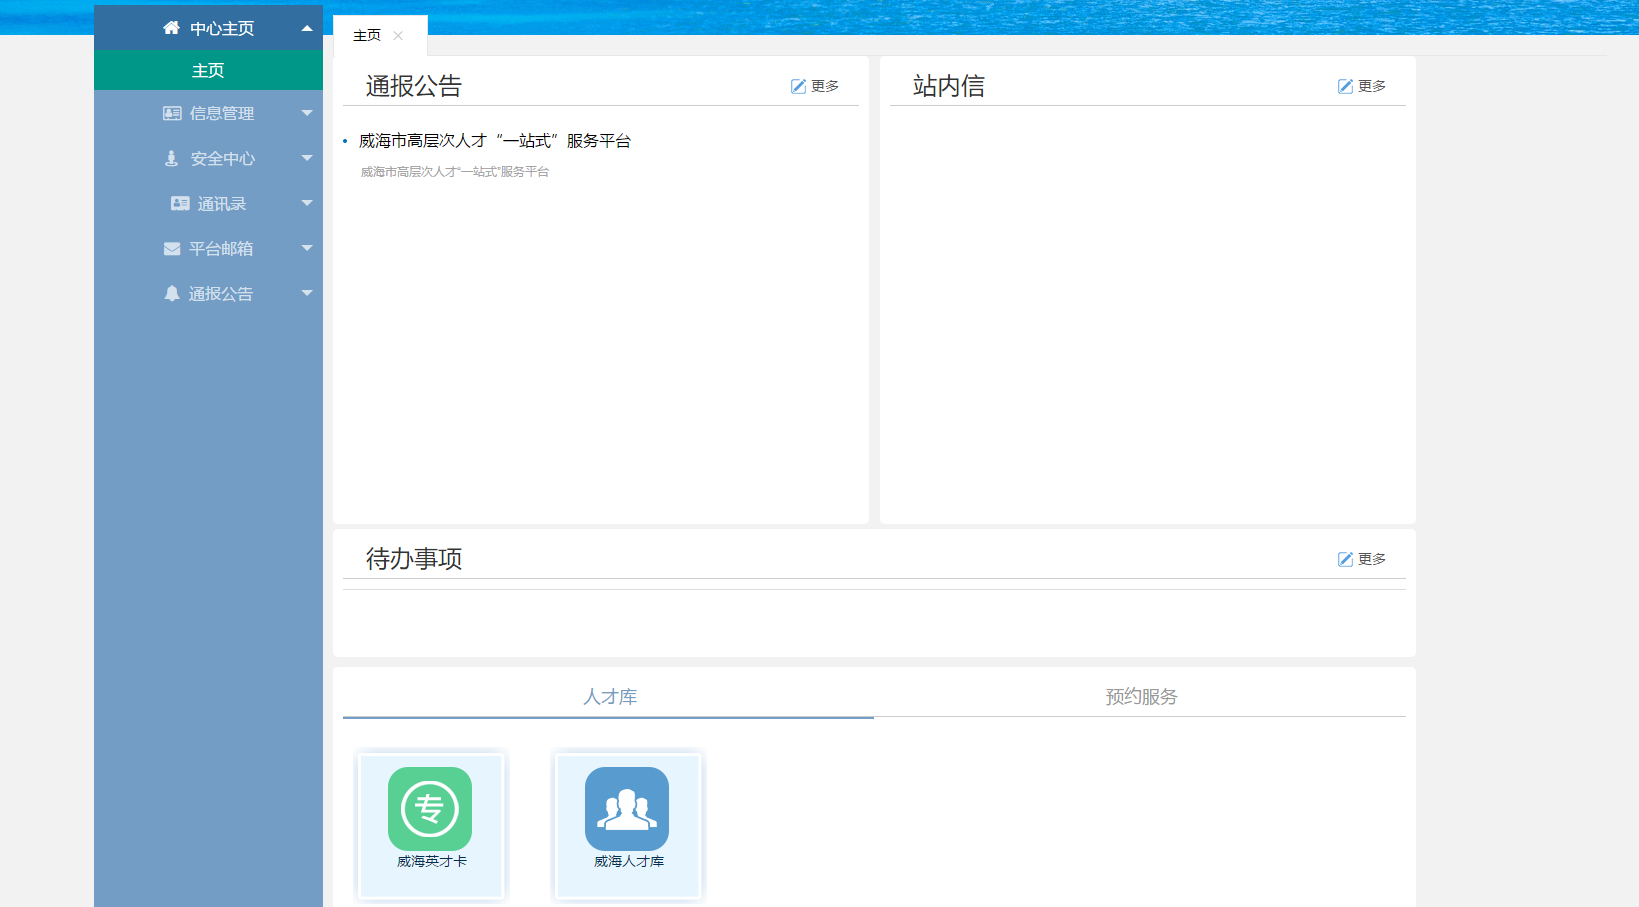 中心主页
主页
信息管理
安全中心
通讯录
平台邮箱
通报公告
主页
通报公告
更多
威海市高层次人才“一站式”服务平台
威海市高层次人才“一站式”服务平台
站内信
更多
待办事项
更多
人才库
预约服务
专
威海英才卡
威海人才库